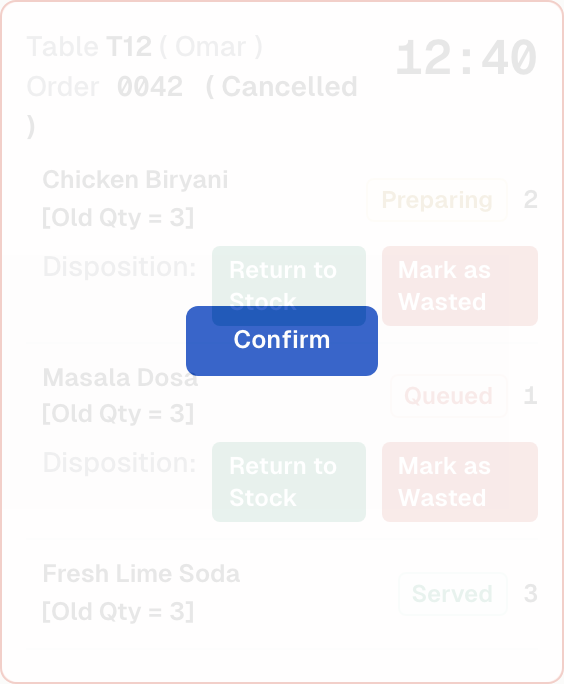 Table T12 ( Omar )
12:40
Order 0042 ( Cancelled
)
Chicken Biryani
[Old Qty = 3]
Preparing 2
Disposition:
Return to
Stock
Mark as
Wasted
Confirm
Masala Dosa
[Old Qty = 3]
Queued 1
Disposition:
Return to
Stock
Mark as
Wasted
Fresh Lime Soda
[Old Qty = 3]
Served 3